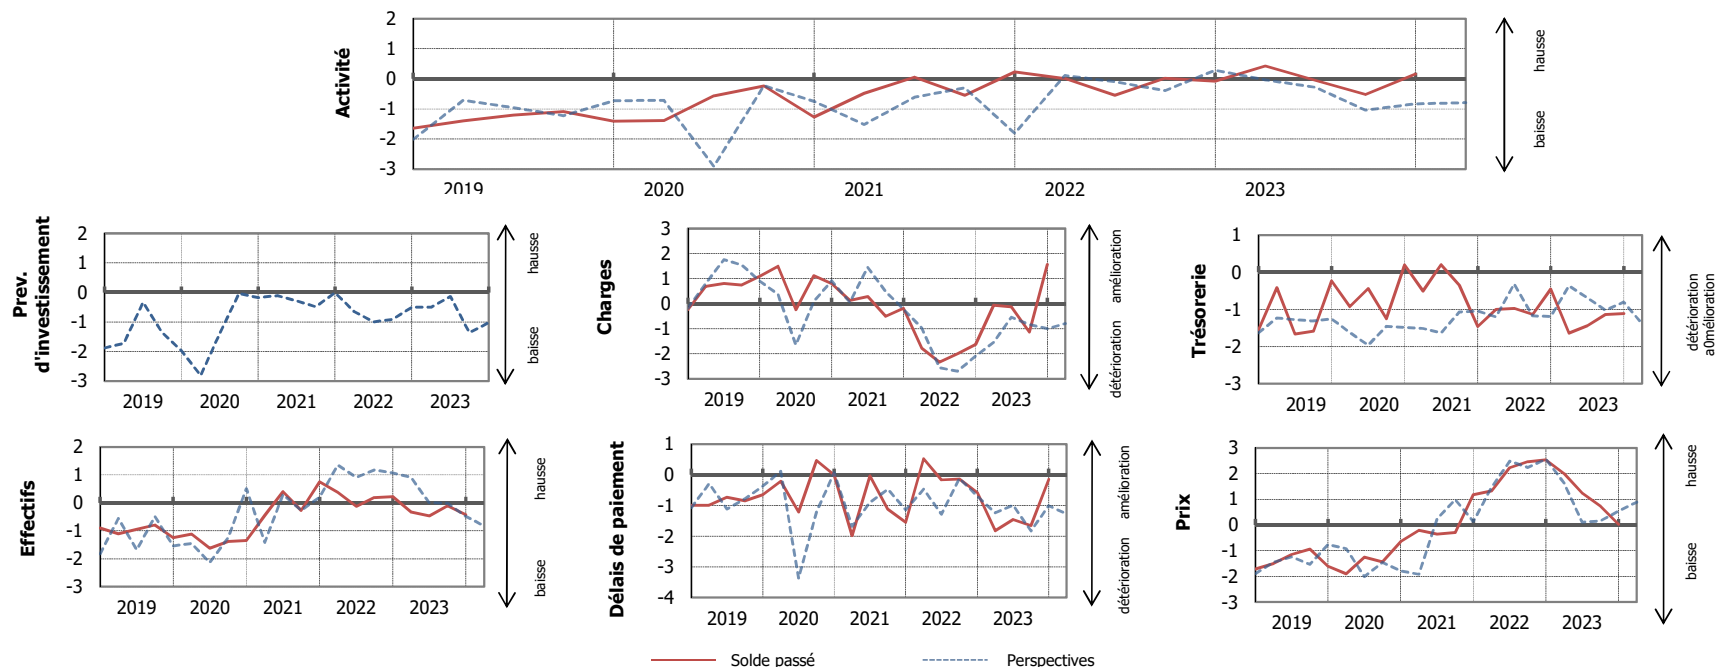 Activité
2
1
0
-1
-2
-3
2019 2020 2021 2022 2023
hausse
baisse
Prev.
d'investissement
2
1
0
-1
-2
-3
2019 2020 2021 2022 2023
hausse
baisse
Charges
3
2
1
0
-1
-2
-3
2019 2020 2021 2022 2023
amélioration
détérioration
Trésorerie
1
0
-1
-2
-3
2019 2020 2021 2022 2023
détérioration
a0mélioration
Effectifs
2
1
0
-1
-2
-3
2019 2020 2021 2022 2023
hausse
baisse
Délais de paiement
1
0
-1
-2
-3
-4
2019 2020 2021 2022 2023
amélioration
détérioration
Prix
3
2
1
0
-1
-2
-3
2019 2020 2021 2022 2023
hausse
baisse
Solde passé Perspectives